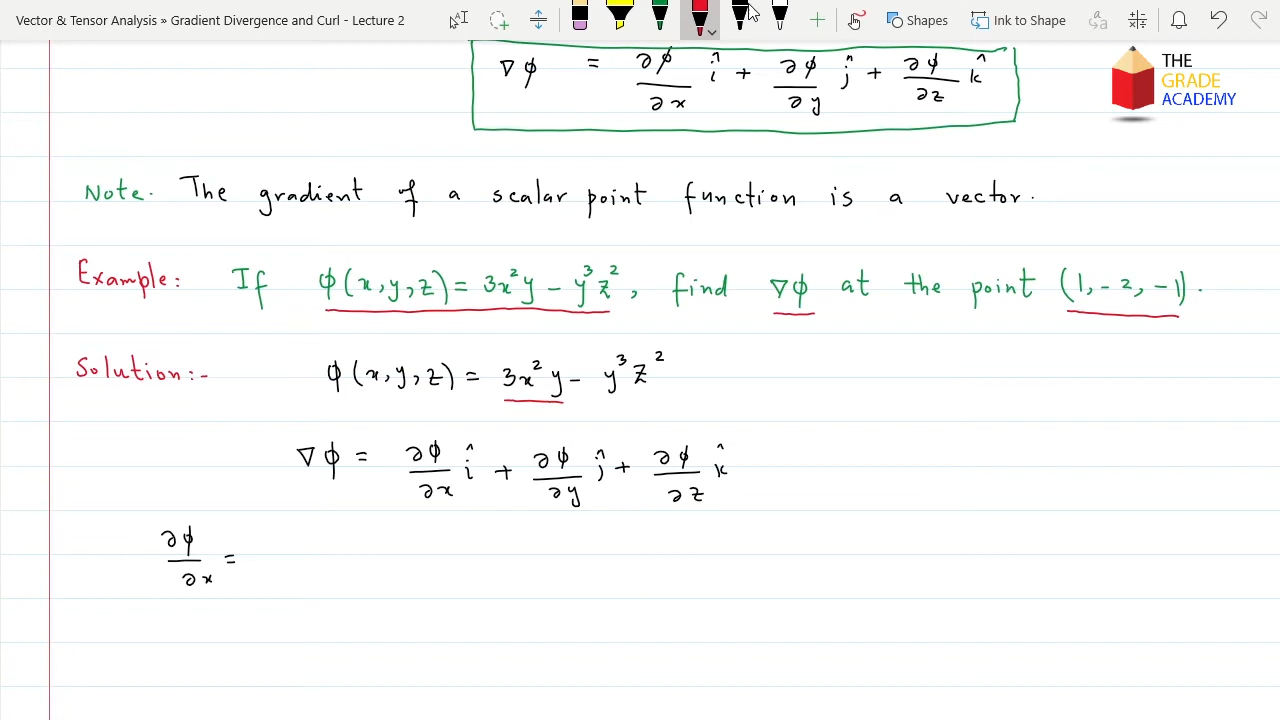 Vector & Tensor Analysis » Gradient Divergence and Curl - Lecture 2
Shapes
Ink to Shape
∇ϕ = ∂ϕ/∂x î + ∂ϕ/∂y ĵ + ∂ϕ/∂z k̂
THE
GRADE
ACADEMY
Note. The gradient of a scalar point function is a vector.
Example: If ϕ(x,y,z) = 3x²y – y³z², find ∇ϕ at the point (1,-2,-1).
Solution:- ϕ(x,y,z) = 3x²y – y³z²
∇ϕ = ∂ϕ/∂x î + ∂ϕ/∂y ĵ + ∂ϕ/∂z k̂
∂ϕ/∂x =